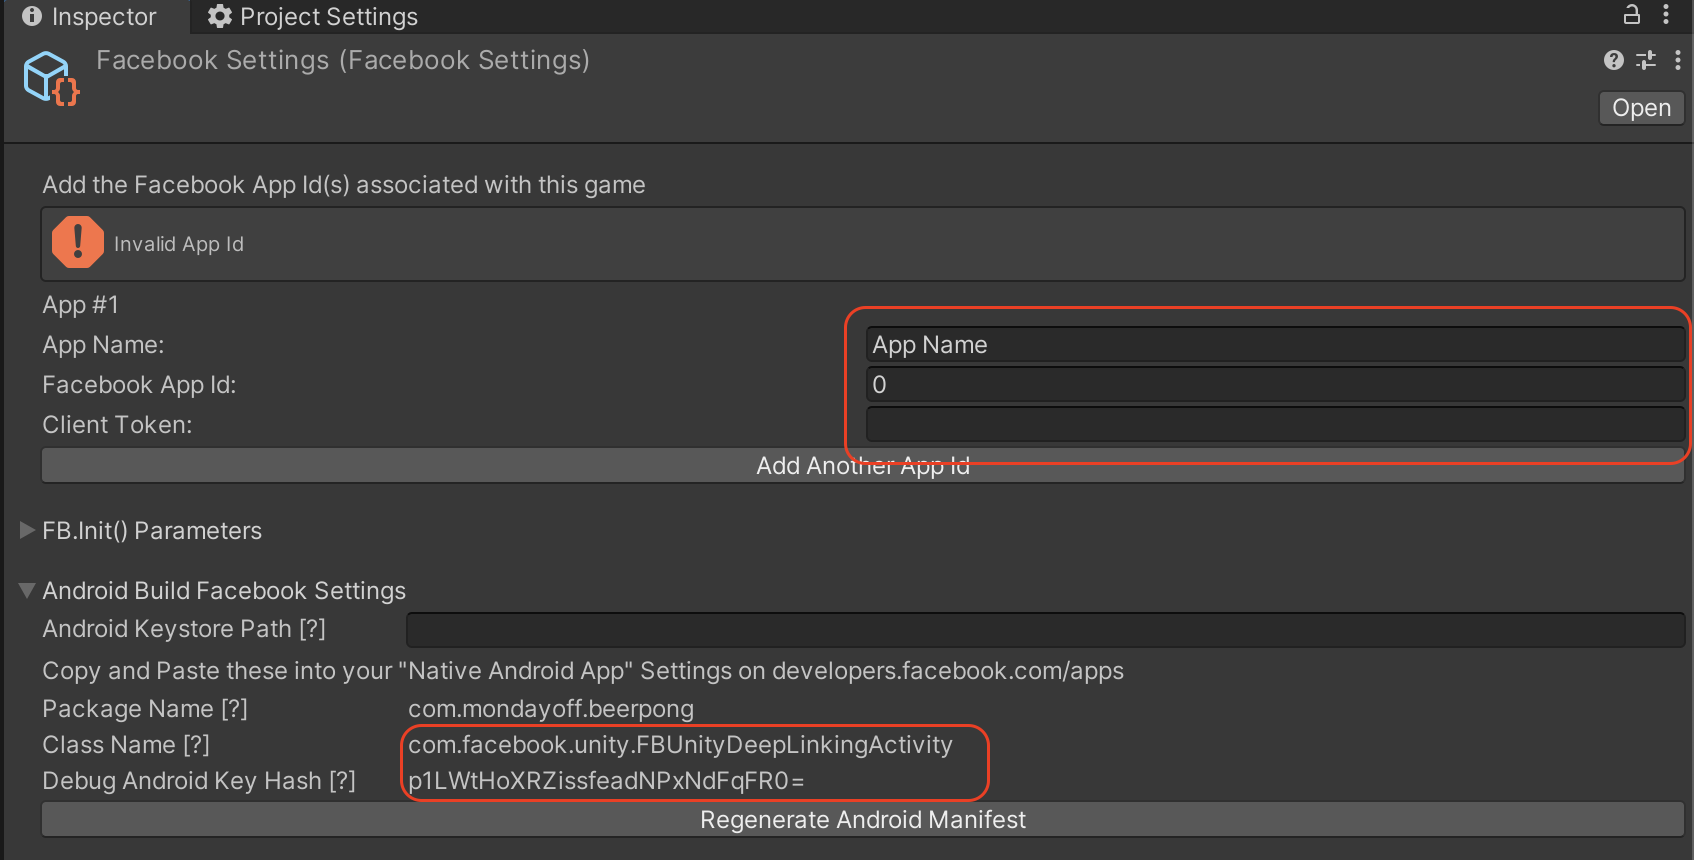 Inspector Project Settings
Facebook Settings (Facebook Settings)
Open
Add the Facebook App Id(s) associated with this game
Invalid App Id
App #1
App Name: App Name
Facebook App Id: 0
Client Token:
Add Another App Id
FB.Init() Parameters
Android Build Facebook Settings
Android Keystore Path [?]
Copy and Paste these into your "Native Android App" Settings on developers.facebook.com/apps
Package Name [?] com.mondayoff.beerpong
Class Name [?] com.facebook.unity.FBUnityDeepLinkingActivity
Debug Android Key Hash [?] p1LWtHoXRZissfeadNPxNdFqFR0=
Regenerate Android Manifest